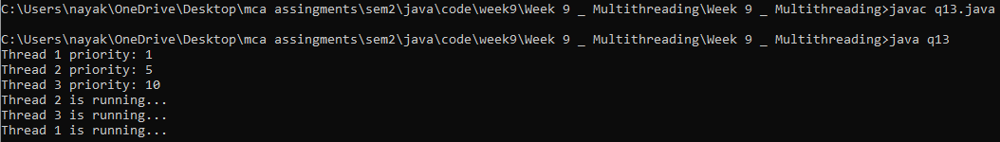 C:\Users\nayak\OneDrive\Desktop\mca assingments\sem2\java\code\week9\Week 9 _ Multithreading\Week 9 _ Multithreading>javac q13.java
C:\Users\nayak\OneDrive\Desktop\mca assingments\sem2\java\code\week9\Week 9 _ Multithreading\Week 9 _ Multithreading>java q13
Thread 1 priority: 1
Thread 2 priority: 5
Thread 3 priority: 10
Thread 2 is running...
Thread 3 is running...
Thread 1 is running...